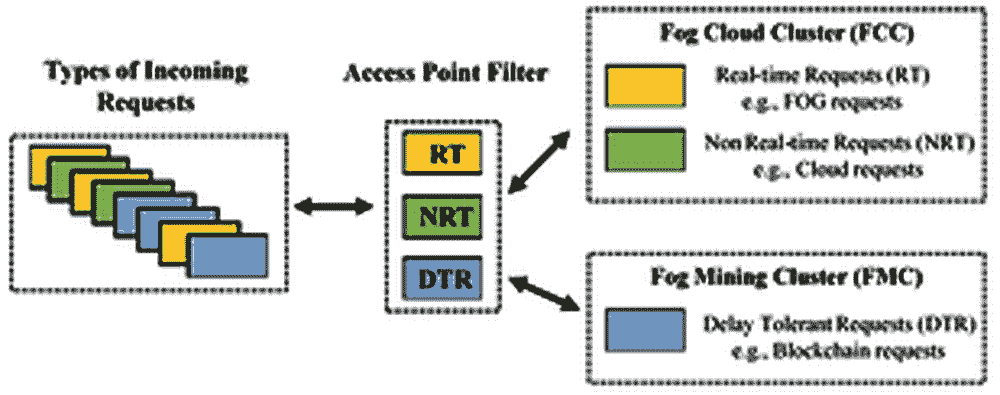 Types of Incoming
Requests
Access Point Filter
RT
NRT
DTR
Fog Cloud Cluster (FCC)
Real-time Requests (RT)
e.g., FOG requests
Non Real-time Requests (NRT)
e.g., Cloud requests
Fog Mining Cluster (FMC)
Delay Tolerant Requests (DTR)
e.g., Blockchain requests